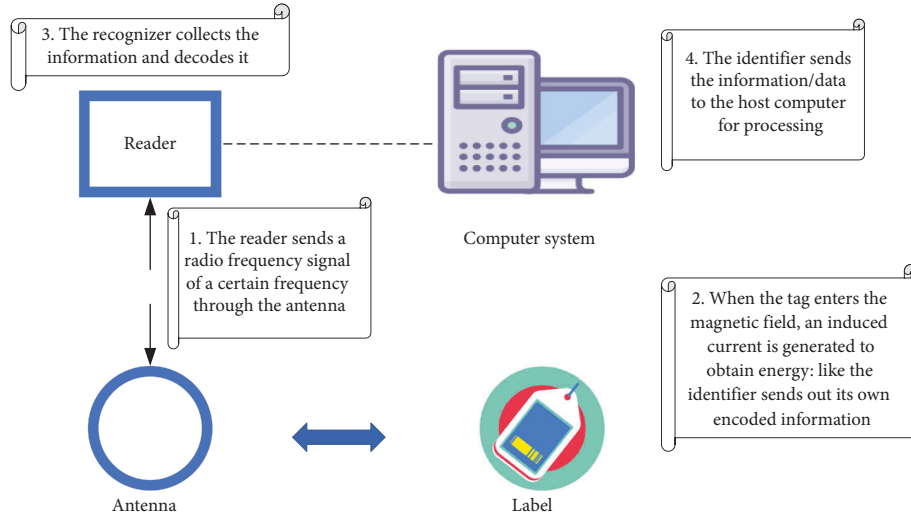 3. The recognizer collects the
information and decodes it
Reader
4. The identifier sends
the information/data
to the host computer
for processing
1. The reader sends a
radio frequency signal
of a certain frequency
through the antenna
Computer system
2. When the tag enters the
magnetic field, an induced
current is generated to
obtain energy: like the
identifier sends out its own
encoded information
Antenna
Label